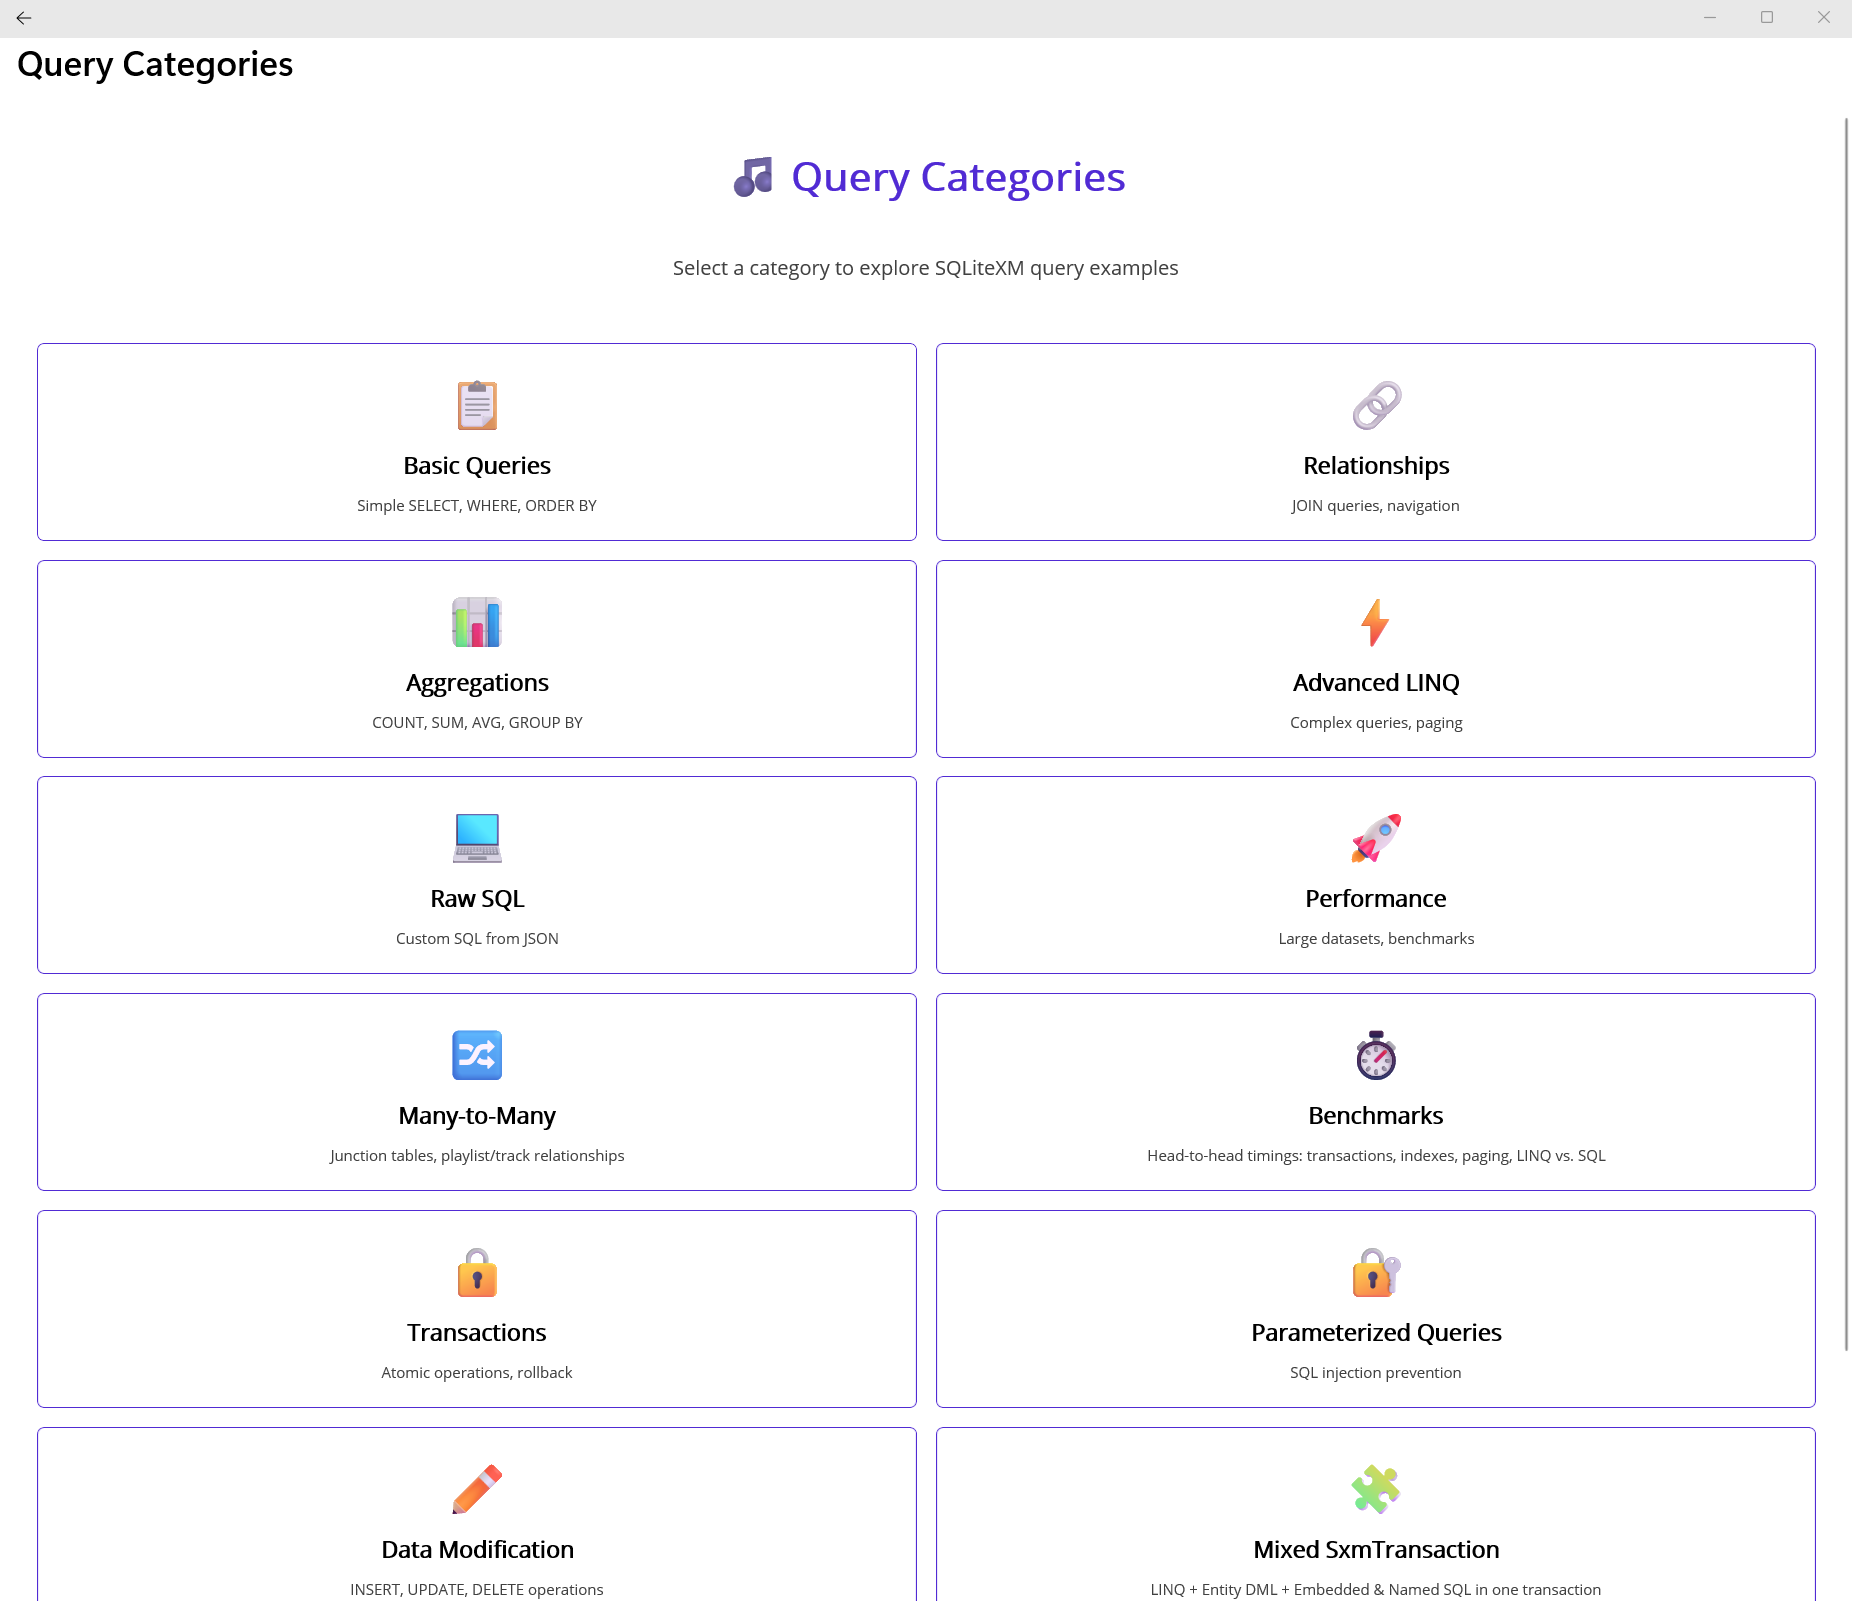 Query Categories
Query Categories
Select a category to explore SQLiteXM query examples
Basic Queries
Simple SELECT, WHERE, ORDER BY
Relationships
JOIN queries, navigation
Aggregations
COUNT, SUM, AVG, GROUP BY
Advanced LINQ
Complex queries, paging
Raw SQL
Custom SQL from JSON
Performance
Large datasets, benchmarks
Many-to-Many
Junction tables, playlist/track relationships
Benchmarks
Head-to-head timings: transactions, indexes, paging, LINQ vs. SQL
Transactions
Atomic operations, rollback
Parameterized Queries
SQL injection prevention
Data Modification
INSERT, UPDATE, DELETE operations
Mixed SxmTransaction
LINQ + Entity DML + Embedded & Named SQL in one transaction